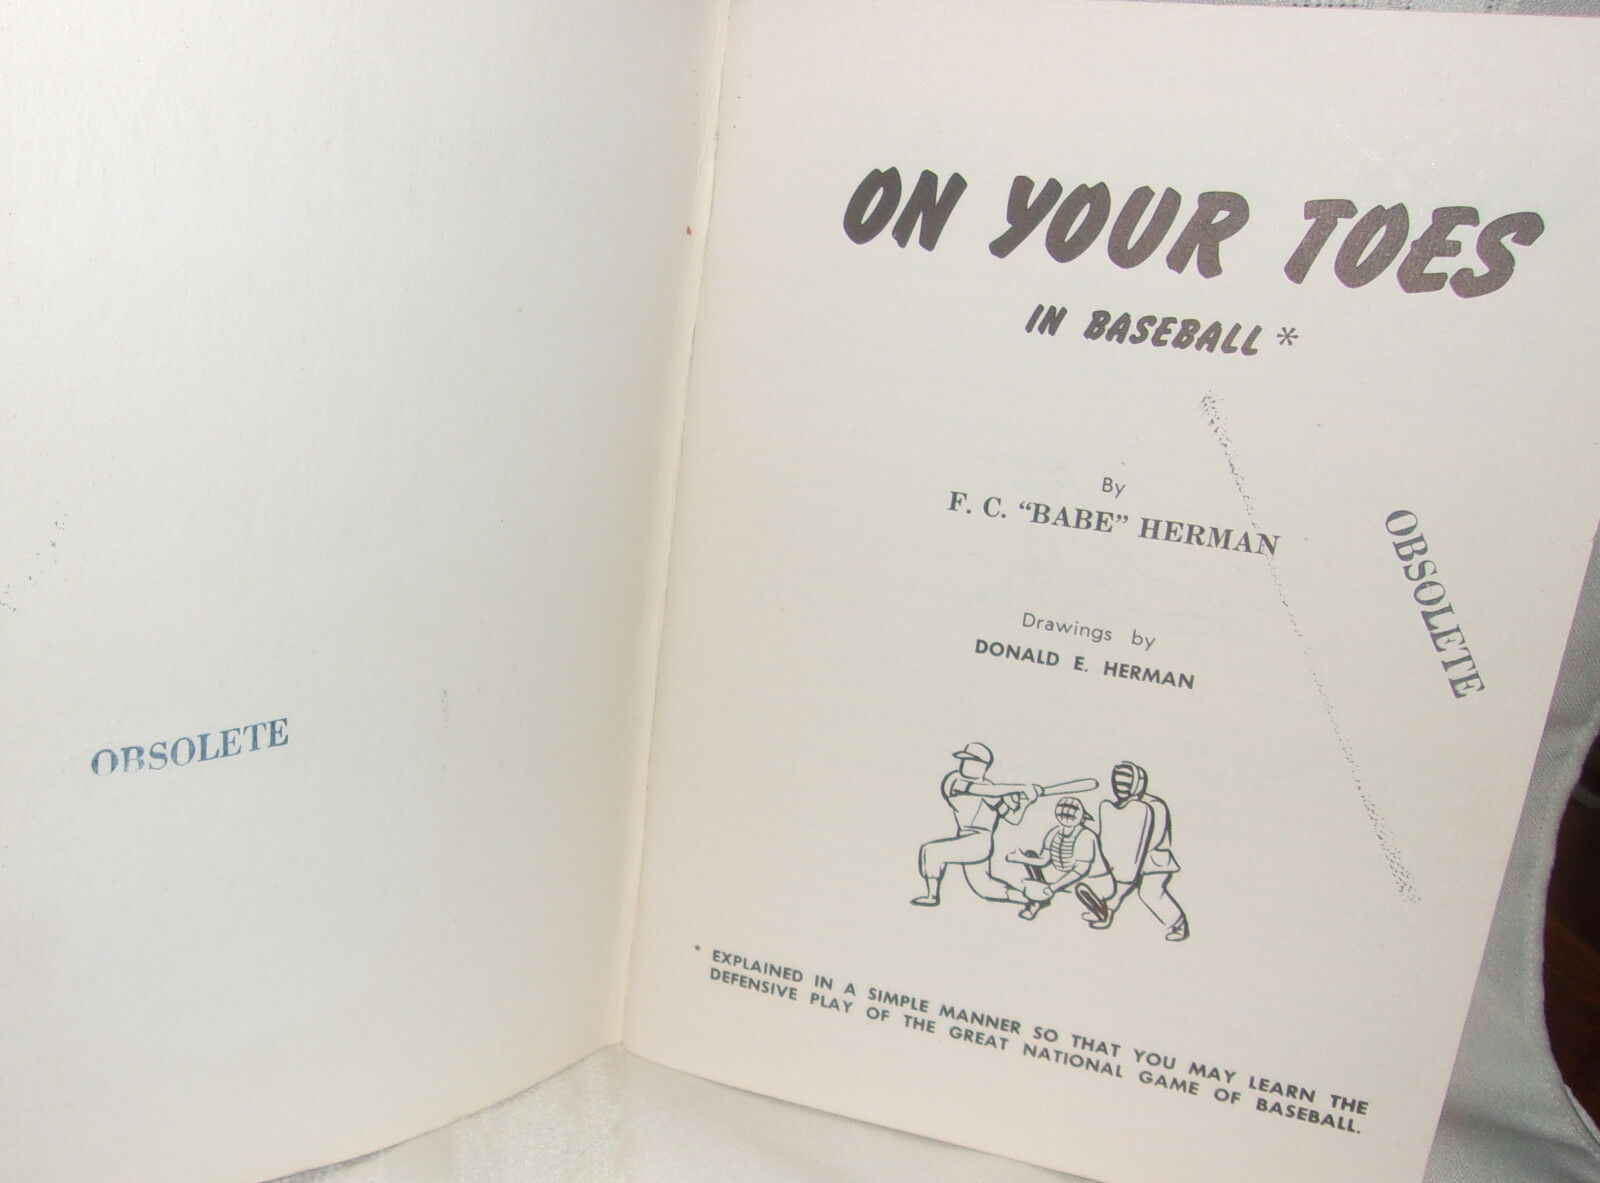 OBSOLETE
ON YOUR TOES
IN BASEBALL *
By
F. C. “BABE” HERMAN
OBSOLETE
Drawings by
DONALD E. HERMAN
* EXPLAINED IN A SIMPLE MANNER SO THAT YOU MAY LEARN THE
DEFENSIVE PLAY OF THE GREAT NATIONAL GAME OF BASEBALL.